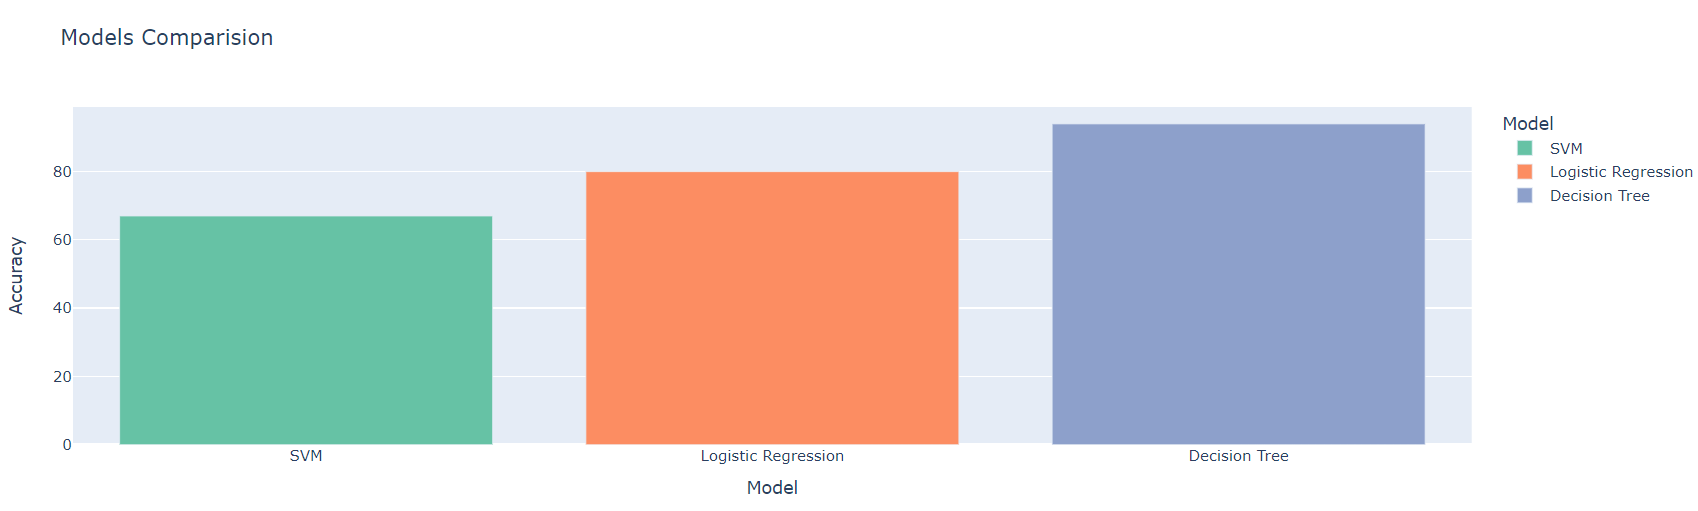 Models Comparision
Model
SVM
Logistic Regression
Decision Tree
Accuracy
80
60
40
20
0
SVM
Logistic Regression
Decision Tree
Model